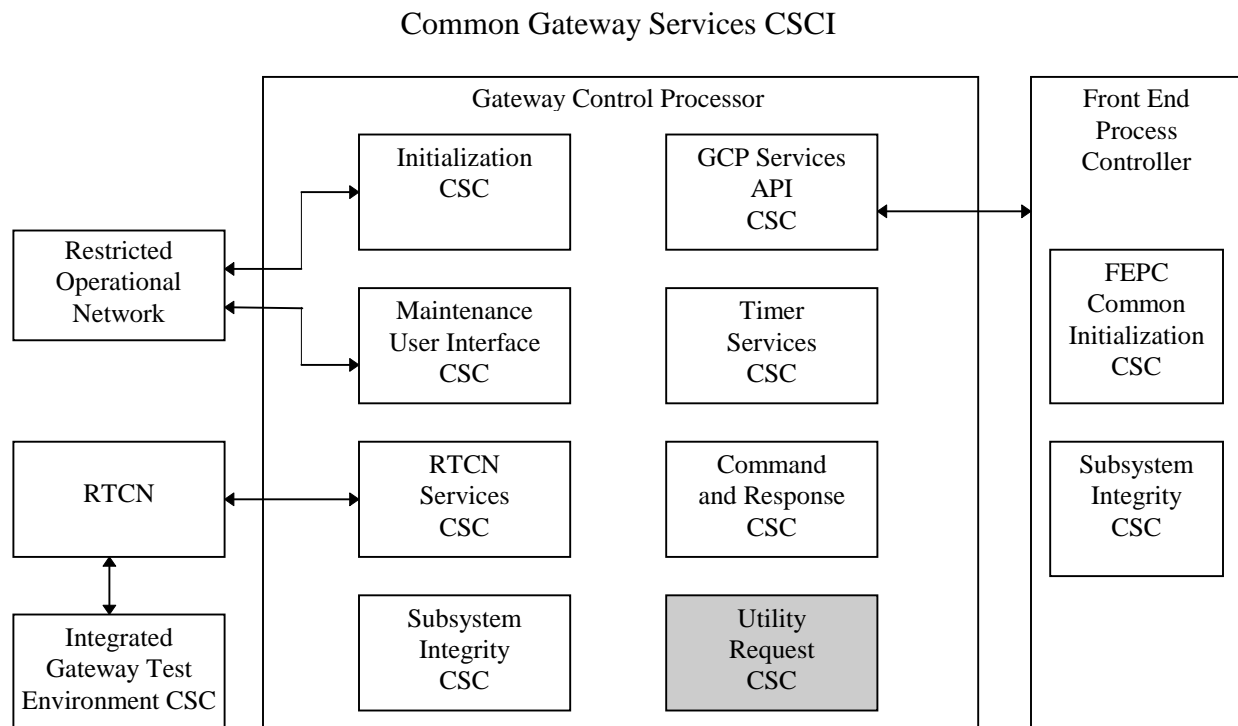 Common Gateway Services CSCI
Gateway Control Processor
Front End
Process
Controller
Initialization
CSC
GCP Services
API
CSC
Restricted
Operational
Network
FEPC
Common
Initialization
CSC
Maintenance
User Interface
CSC
Timer
Services
CSC
RTCN
RTCN
Services
CSC
Command
and Response
CSC
Subsystem
Integrity
CSC
Integrated
Gateway Test
Environment CSC
Subsystem
Integrity
CSC
Utility
Request
CSC